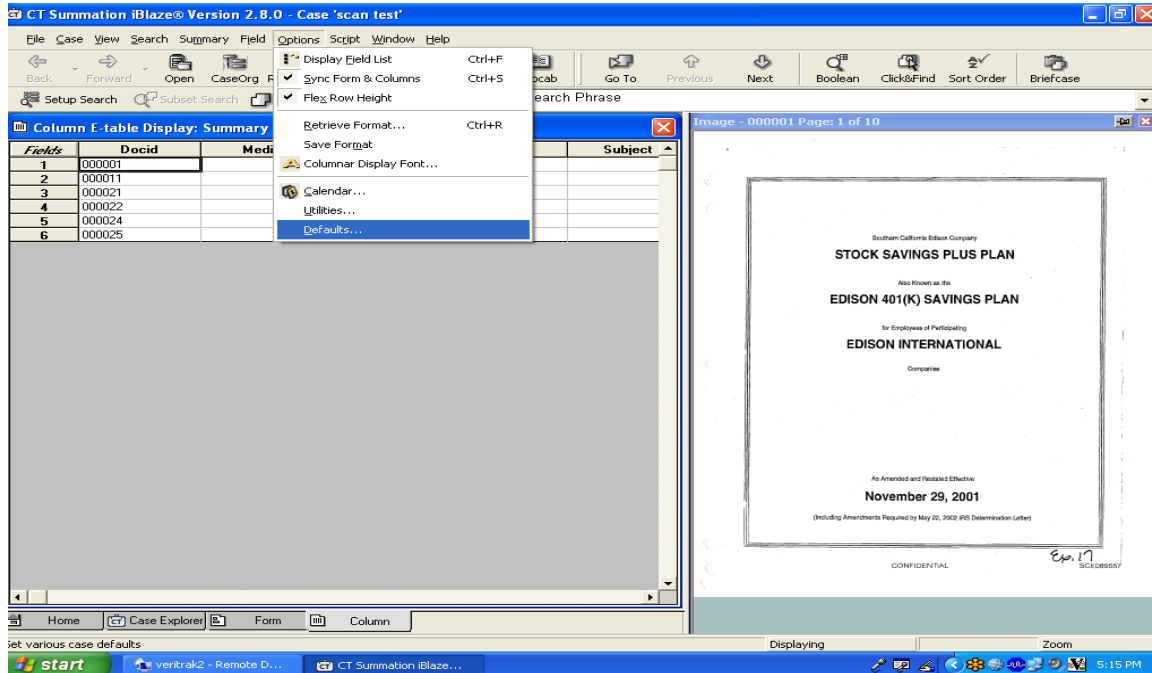 CT Summation iBlaze® Version 2.8.0 - Case 'scan test'
File Case View Search Summary Field Options Script Window Help
Back Forward Open CaseOrg Go To Previous Next Boolean Click&Find Sort Order Briefcase
Setup Search Subset Search earch Phrase
Display Field List Ctrl+F
Sync Form & Columns Ctrl+S
Flex Row Height
Retrieve Format... Ctrl+R
Save Format
Columnar Display Font...
Calendar...
Utilities...
Defaults...
Column E-table Display: Summary
Fields Docid Medi Subject
1 000001
2 000011
3 000021
4 000022
5 000024
6 000025
Image - 000001 Page: 1 of 10
Southern California Edison Company
STOCK SAVINGS PLUS PLAN
Also Known as the
EDISON 401(K) SAVINGS PLAN
for Employees of Participating
EDISON INTERNATIONAL
Companies
As Amended and Restated Effective
November 29, 2001
(Including Amendments Required by May 22, 2002 IRS Determination Letter)
Exp. 17
CONFIDENTIAL SCE089557
Home Case Explorer Form Column
Set various case defaults Displaying Zoom
start veritrak2 - Remote D... CT Summation iBlaze... 5:15 PM